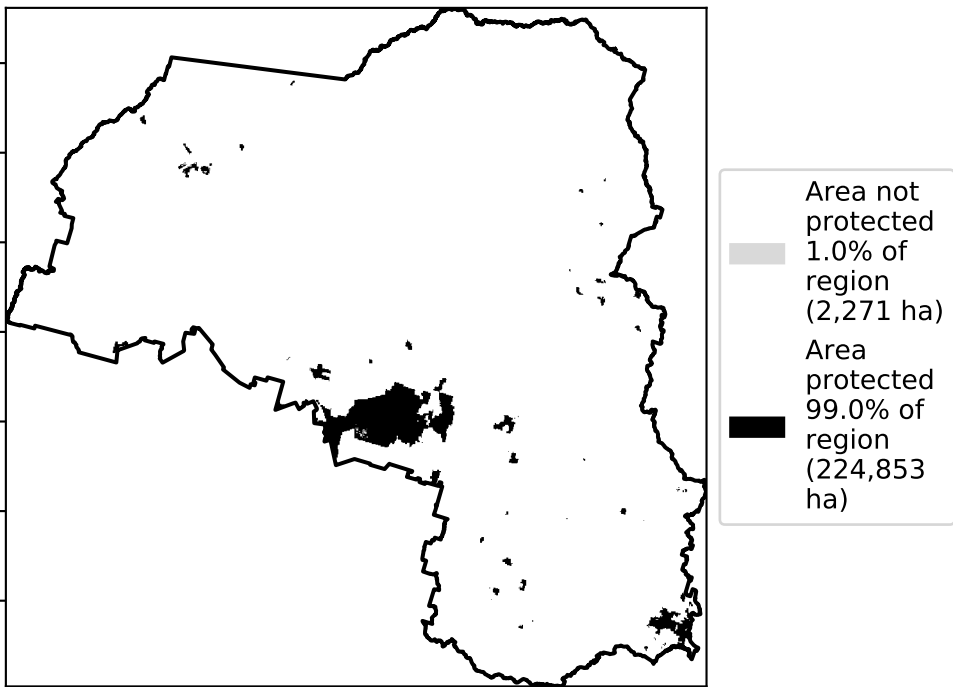 Area not
protected
1.0% of
region
(2,271 ha)
Area
protected
99.0% of
region
(224,853
ha)